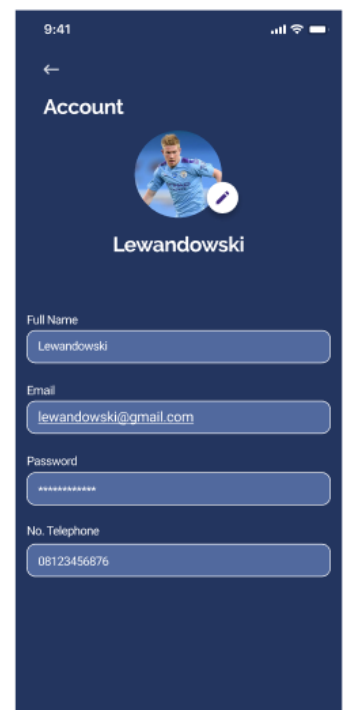 9:41
Account
Lewandowski
Full Name
Lewandowski
Email
lewandowski@gmail.com
Password
************
No. Telephone
08123456876